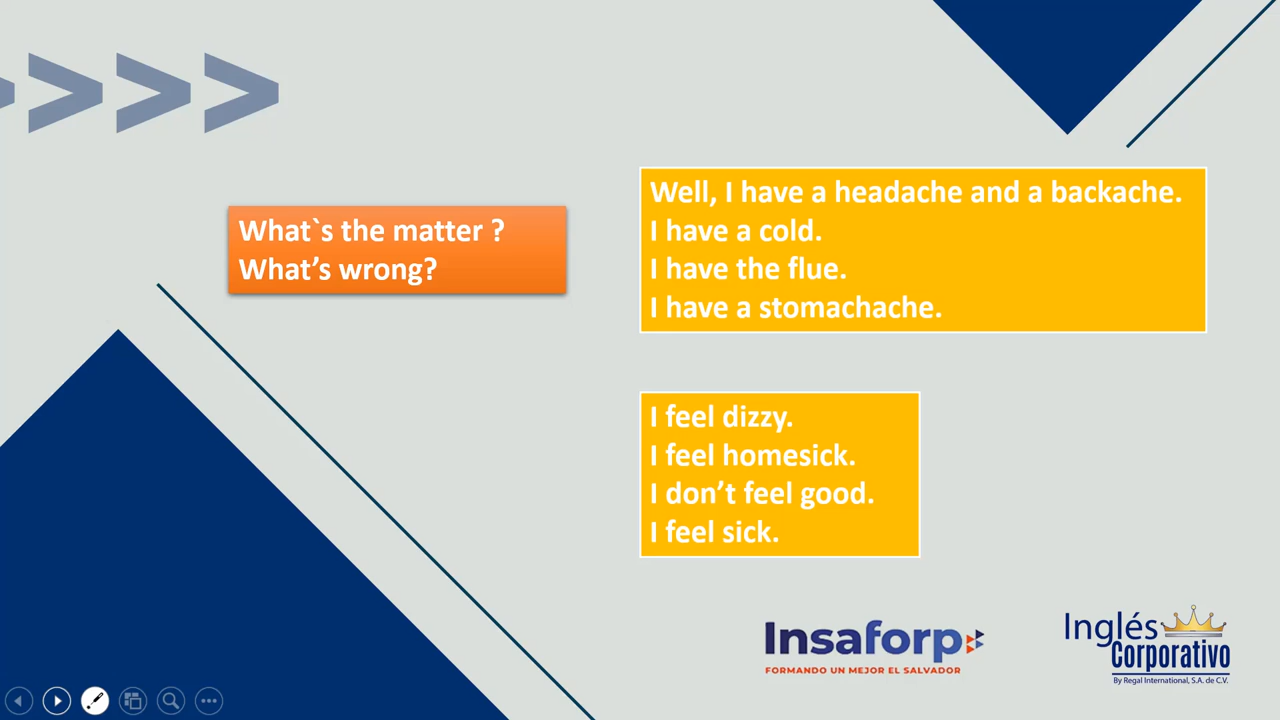 What`s the matter ?
What’s wrong?
Well, I have a headache and a backache.
I have a cold.
I have the flue.
I have a stomachache.
I feel dizzy.
I feel homesick.
I don’t feel good.
I feel sick.
Insaforp
FORMANDO UN MEJOR EL SALVADOR
Inglés
Corporativo
By Regal International, S.A. de C.V.